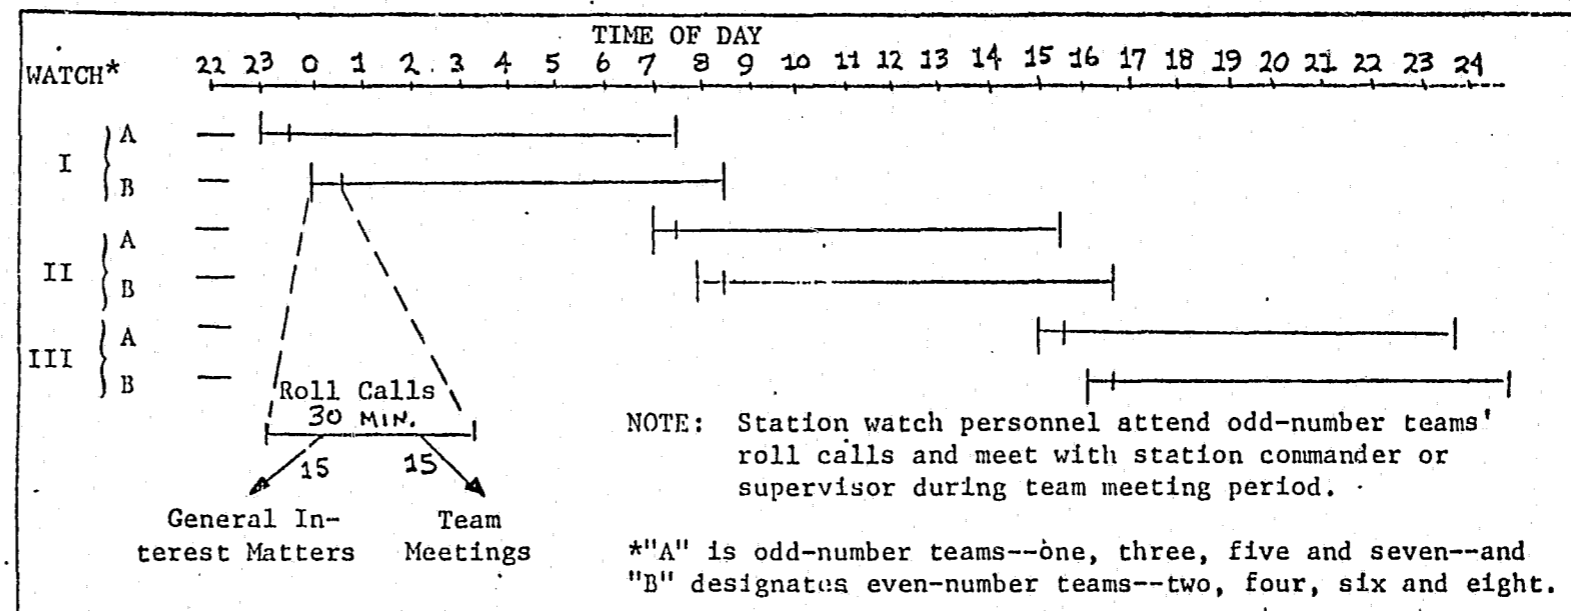 TIME OF DAY
WATCH*
22 23 0 1 2 3 4 5 6 7 8 9 10 11 12 13 14 15 16 17 18 19 20 21 22 23 24
I
A
B
II
A
B
III
A
B
Roll Calls
30 MIN.
15 15
General In-
terest Matters
Team
Meetings
NOTE: Station watch personnel attend odd-number teams'
roll calls and meet with station commander or
supervisor during team meeting period.
*"A" is odd-number teams--one, three, five and seven--and
"B" designates even-number teams--two, four, six and eight.